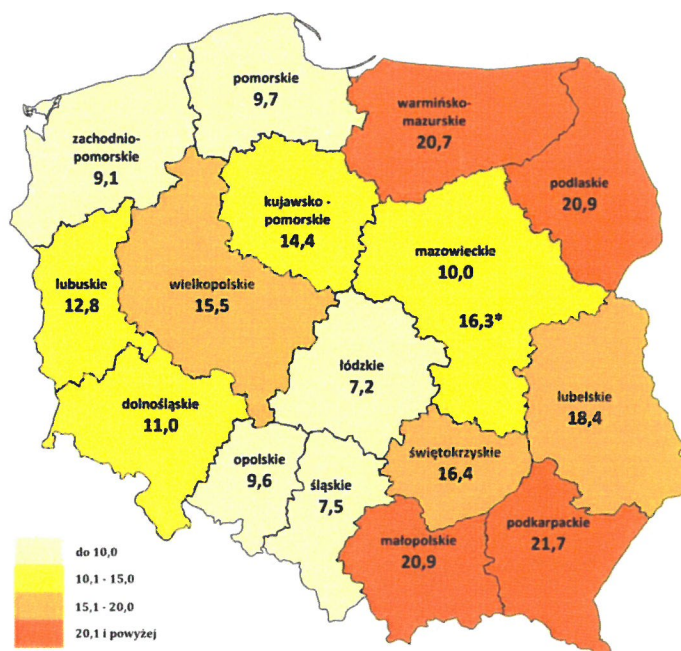 pomorskie
9,7
warmińsko-
mazurskie
20,7
zachodnio-
pomorskie
9,1
podlaskie
20,9
kujawsko -
pomorskie
14,4
mazowieckie
10,0
16,3*
lubuskie
12,8
wielkopolskie
15,5
łódzkie
7,2
lubelskie
18,4
dolnośląskie
11,0
opolskie
9,6
śląskie
7,5
świętokrzyskie
16,4
małopolskie
20,9
podkarpackie
21,7
do 10,0
10,1 - 15,0
15,1 - 20,0
20,1 i powyżej